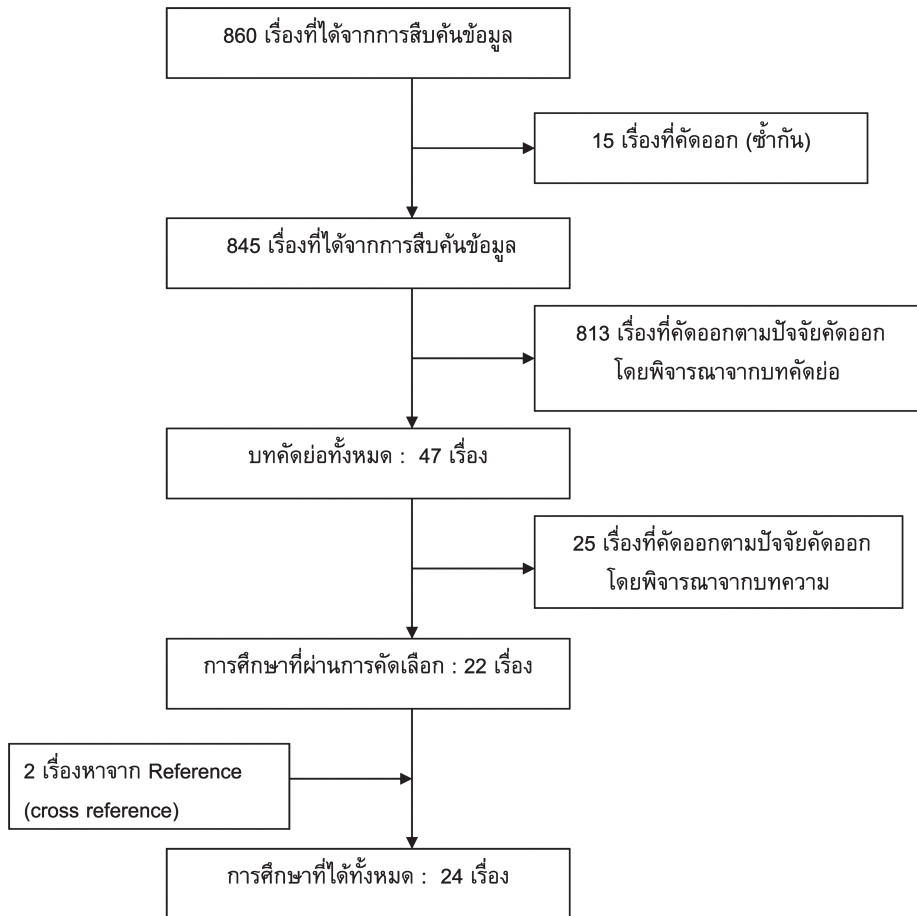 860 เรื่องที่ได้จากการสืบค้นข้อมูล
15 เรื่องที่คัดออก (ซ้ำกัน)
845 เรื่องที่ได้จากการสืบค้นข้อมูล
813 เรื่องที่คัดออกตามปัจจัยคัดออก
โดยพิจารณาจากบทคัดย่อ
บทคัดย่อทั้งหมด : 47 เรื่อง
25 เรื่องที่คัดออกตามปัจจัยคัดออก
โดยพิจารณาจากบทความ
การศึกษาที่ผ่านการคัดเลือก : 22 เรื่อง
2 เรื่องหาจาก Reference
(cross reference)
การศึกษาที่ได้ทั้งหมด : 24 เรื่อง